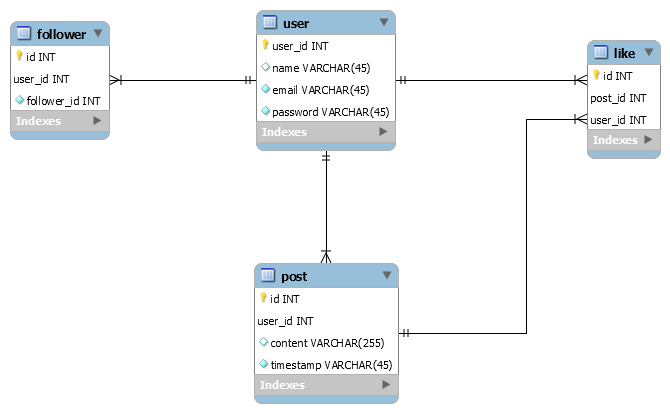 follower
id INT
user_id INT
follower_id INT
Indexes
user
user_id INT
name VARCHAR(45)
email VARCHAR(45)
password VARCHAR(45)
Indexes
like
id INT
post_id INT
user_id INT
Indexes
post
id INT
user_id INT
content VARCHAR(255)
timestamp VARCHAR(45)
Indexes